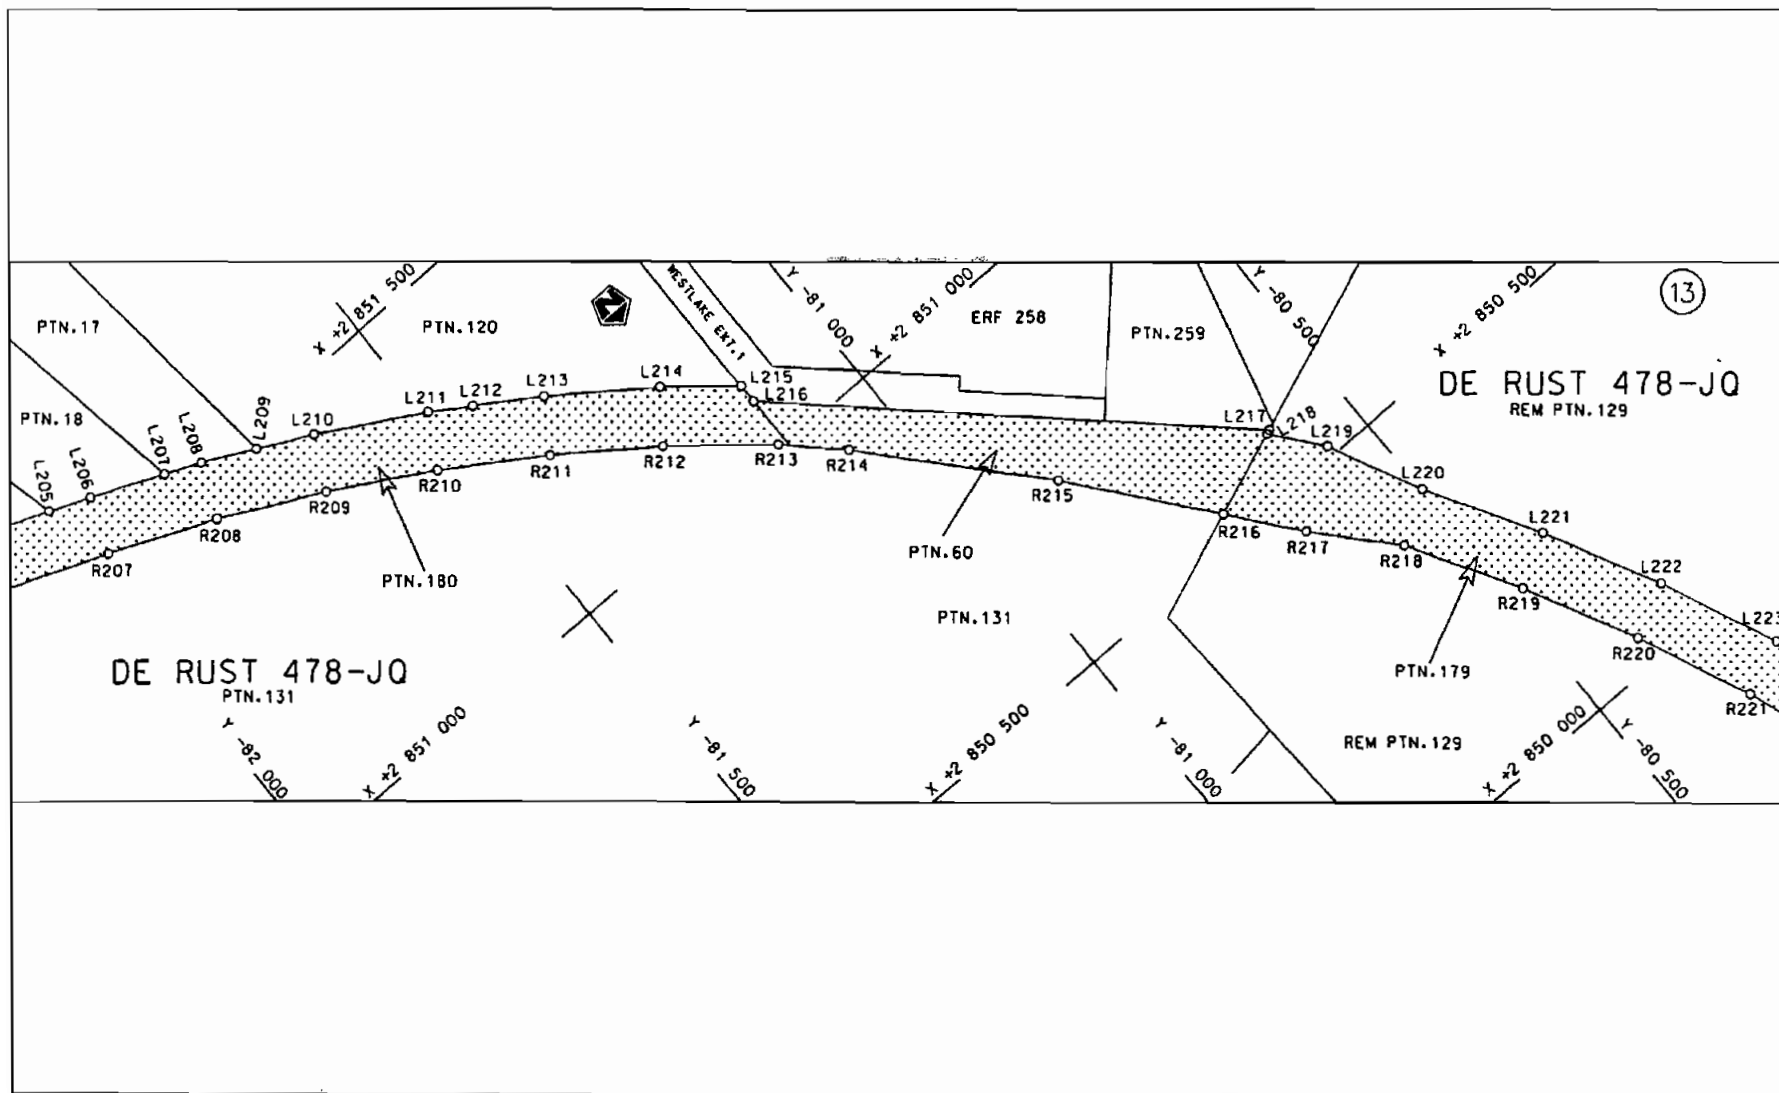 PTN.17
X +2 851 500
PTN.120
N
WESTLAKE EXT.1
Y -81 000
X +2 851 000
ERF 258
PTN.259
Y -80 500
X +2 850 500
13
DE RUST 478-JQ
REM PTN.129
PTN.18
L205
L206
L207
L208
L209
L210
L211
L212
L213
L214
L215
L216
L217
L218
L219
L220
L221
L222
L223
R207
R208
R209
R210
R211
R212
R213
R214
R215
R216
R217
R218
R219
R220
R221
PTN.180
PTN.60
PTN.131
PTN.179
DE RUST 478-JQ
PTN.131
REM PTN.129
Y -82 000
X +2 851 000
Y -81 500
X +2 850 500
Y -81 000
X +2 850 000
Y -80 500